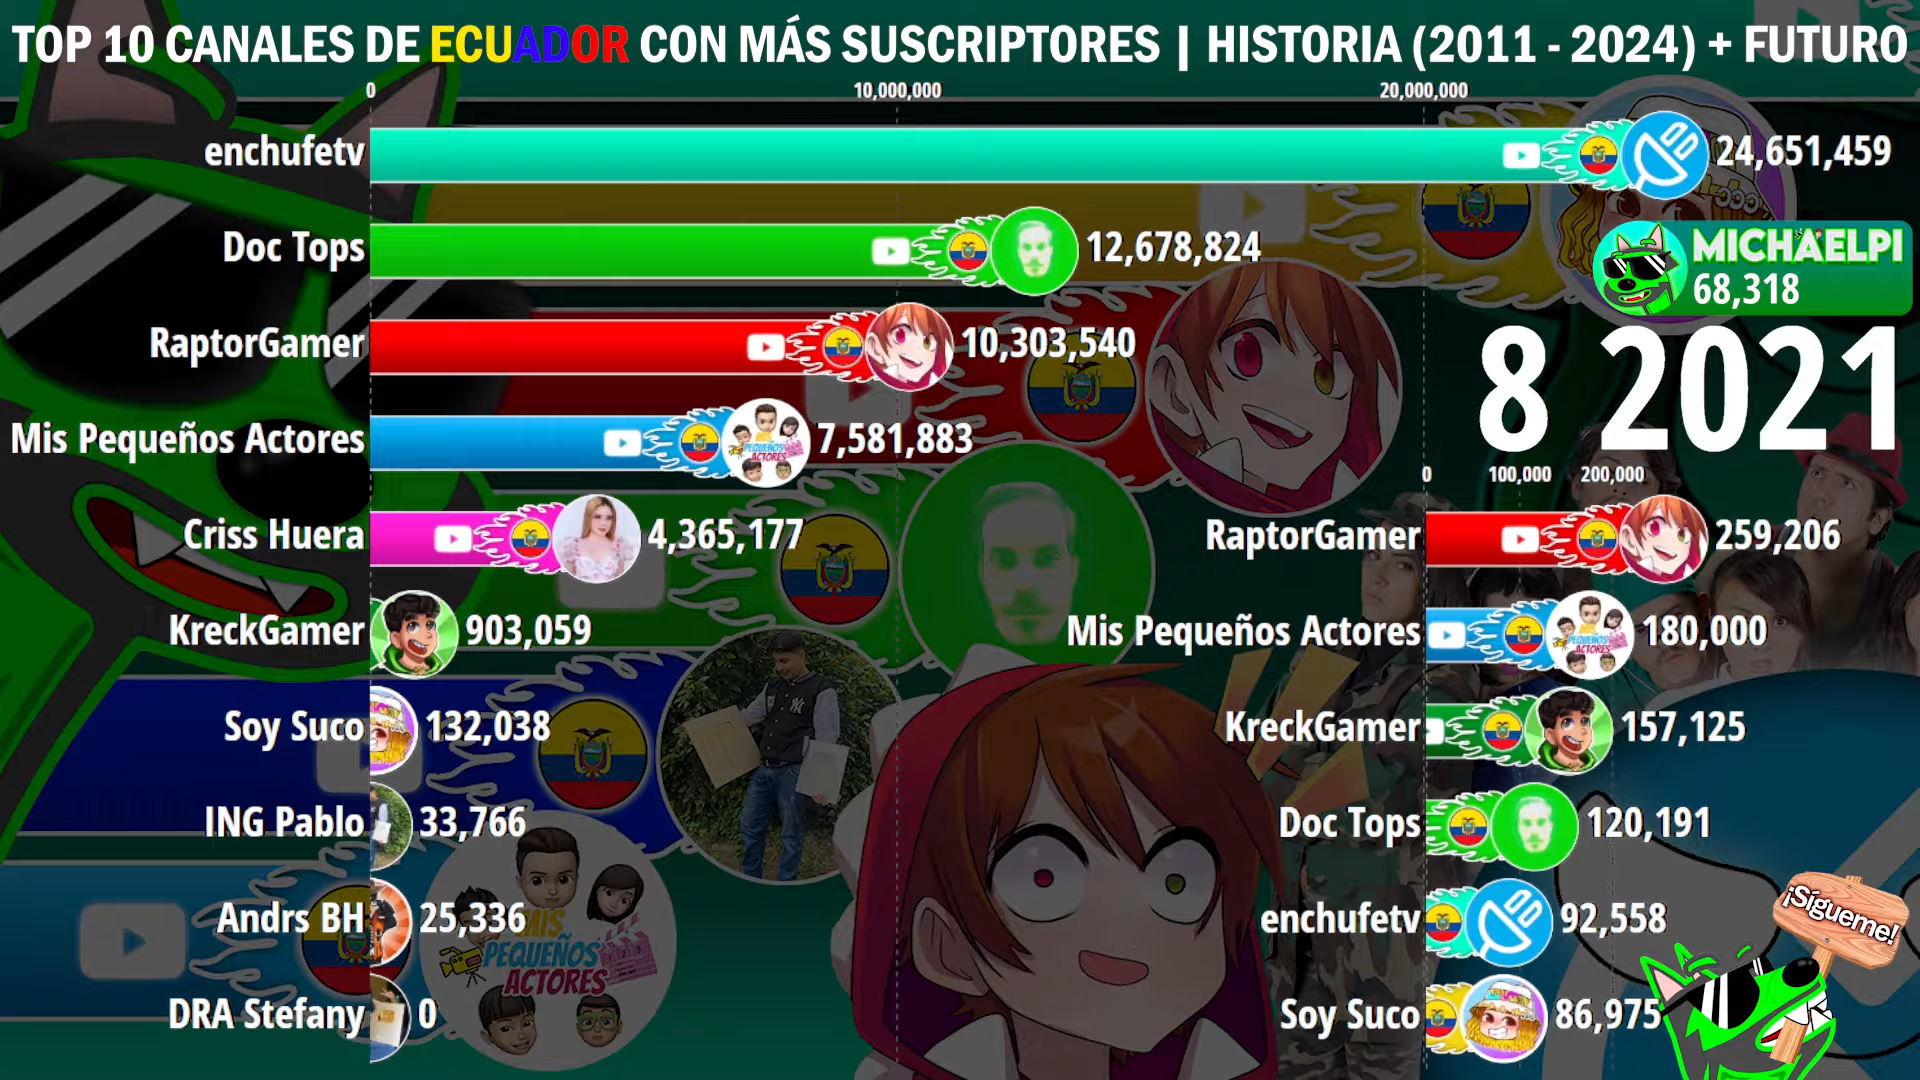 TOP 10 CANALES DE ECUADOR CON MÁS SUSCRIPTORES | HISTORIA (2011 - 2024) + FUTURO
0 10,000,000 20,000,000
enchufetv 24,651,459
Doc Tops 12,678,824
MICHAELPI
68,318
RaptorGamer 10,303,540
8 2021
Mis Pequeños Actores 7,581,883
0 100,000 200,000
Criss Huera 4,365,177
RaptorGamer 259,206
KreckGamer 903,059
Mis Pequeños Actores 180,000
Soy Suco 132,038
KreckGamer 157,125
ING Pablo 33,766
Doc Tops 120,191
Andrs BH 25,336
enchufetv 92,558
¡Sígueme!
MIS
PEQUEÑOS
ACTORES
DRA Stefany 0
Soy Suco 86,975